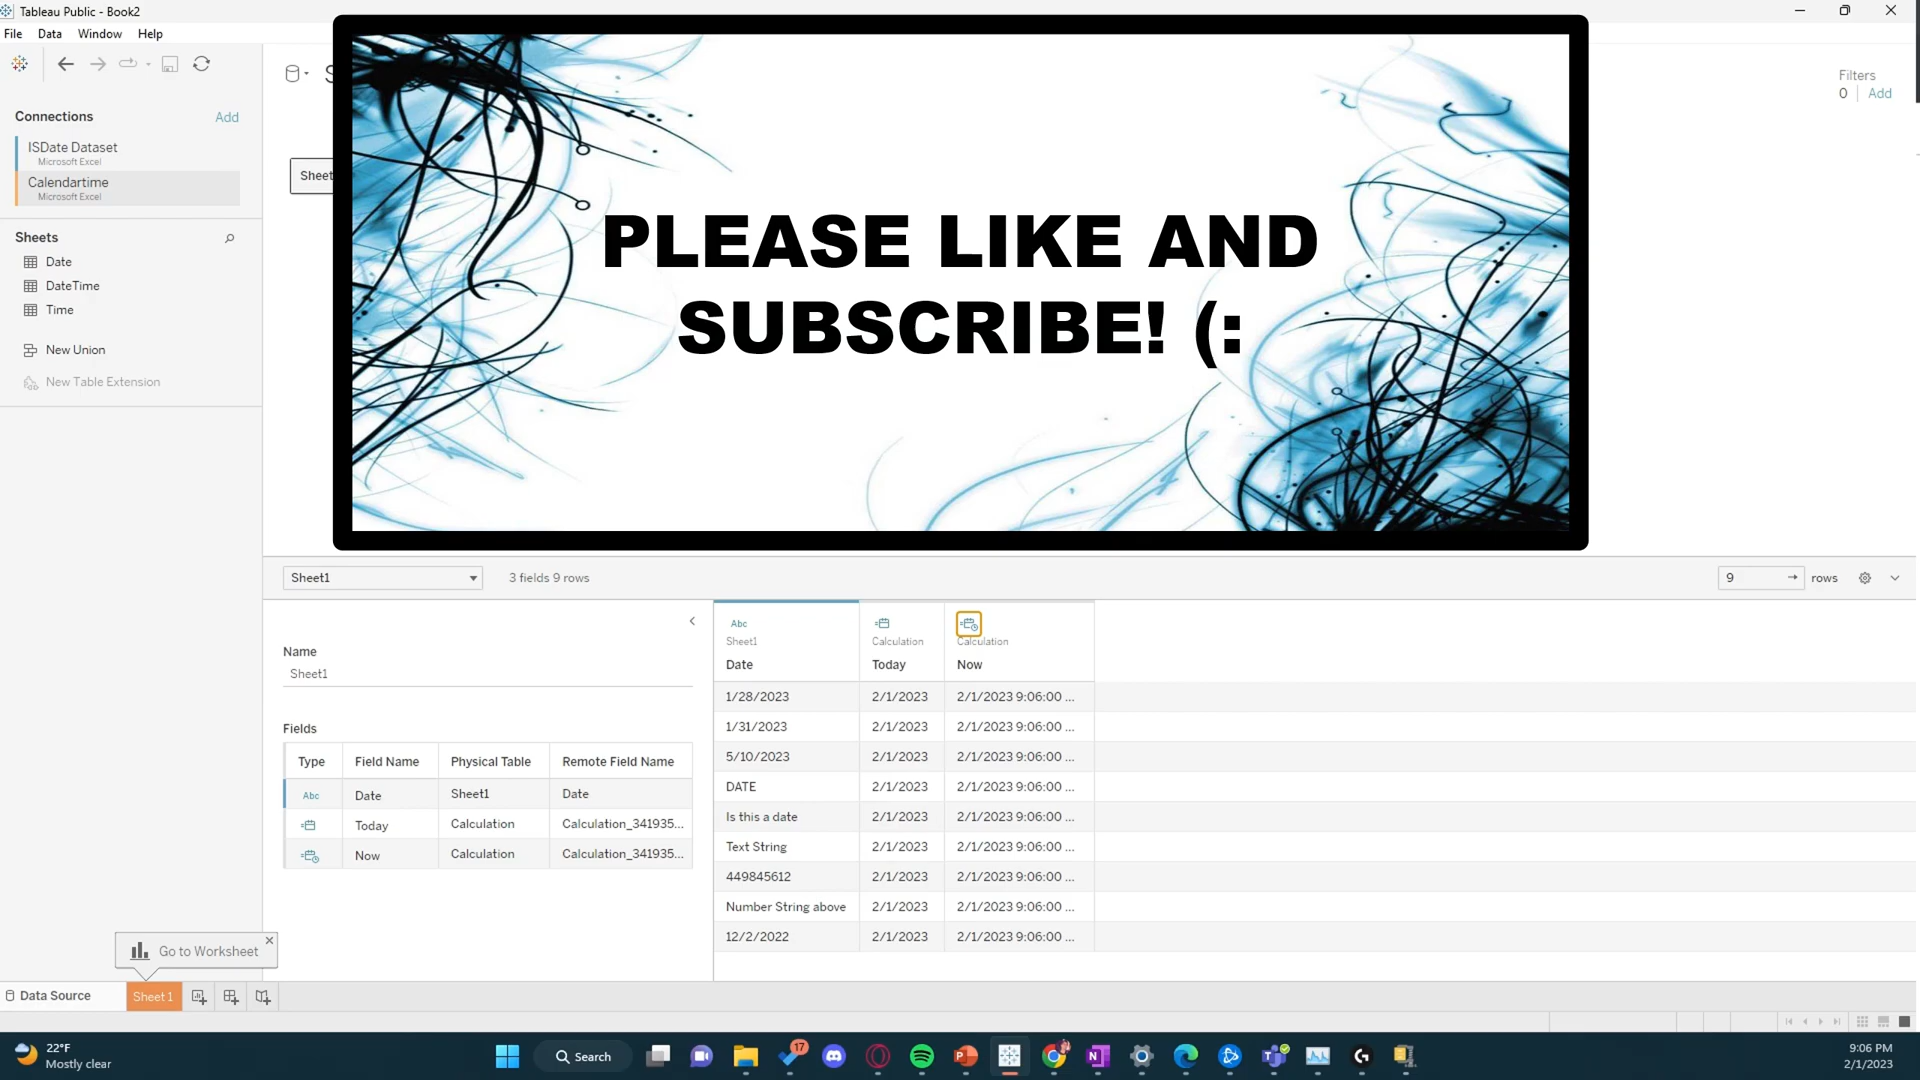 Tableau Public - Book2
File Data Window Help
Connections Add
ISDate Dataset
Microsoft Excel
Calendartime
Microsoft Excel
Sheets
Date
DateTime
Time
New Union
New Table Extension
Sheet
Filters
0 Add
PLEASE LIKE AND
SUBSCRIBE! (:
Sheet1 3 fields 9 rows 9 rows
Name
Sheet1
Fields
Type Field Name Physical Table Remote Field Name
Abc Date Sheet1 Date
Today Calculation Calculation_341935...
Now Calculation Calculation_341935...
Abc
Sheet1 Calculation Calculation
Date Today Now
1/28/2023 2/1/2023 2/1/2023 9:06:00 ...
1/31/2023 2/1/2023 2/1/2023 9:06:00 ...
5/10/2023 2/1/2023 2/1/2023 9:06:00 ...
DATE 2/1/2023 2/1/2023 9:06:00 ...
Is this a date 2/1/2023 2/1/2023 9:06:00 ...
Text String 2/1/2023 2/1/2023 9:06:00 ...
449845612 2/1/2023 2/1/2023 9:06:00 ...
Number String above 2/1/2023 2/1/2023 9:06:00 ...
12/2/2022 2/1/2023 2/1/2023 9:06:00 ...
Go to Worksheet
Data Source Sheet 1
22°F
Mostly clear
Search
17
9:06 PM
2/1/2023